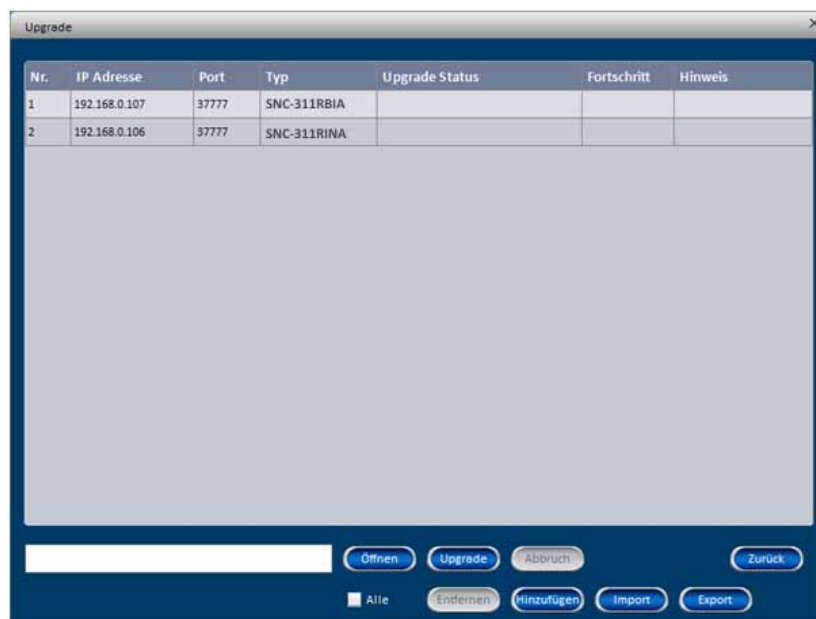 Upgrade
Nr. IP Adresse Port Typ Upgrade Status Fortschritt Hinweis
1 192.168.0.107 37777 SNC-311RBIA
2 192.168.0.106 37777 SNC-311RINA
Öffnen Upgrade Abbruch Zurück
Alle Entfernen Hinzufügen Import Export